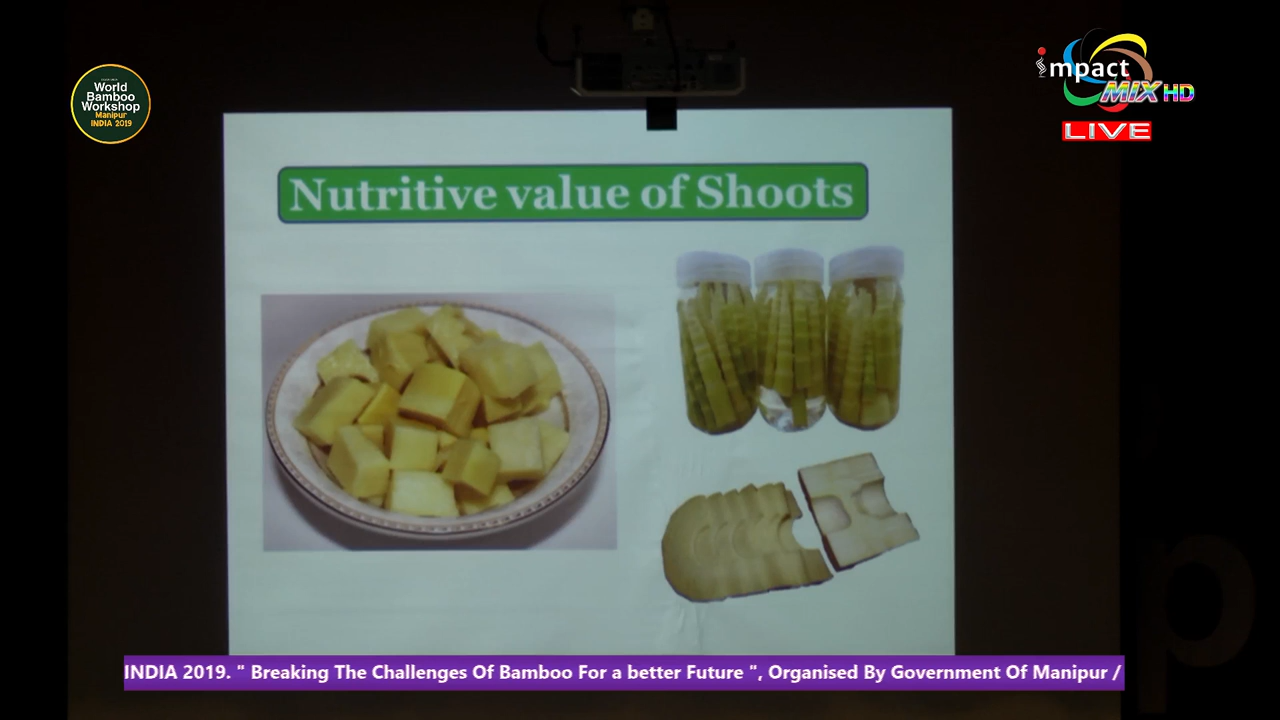 World
Bamboo
Workshop
Manipur
INDIA 2019
impact
MIX HD
LIVE
Nutritive value of Shoots
INDIA 2019. " Breaking The Challenges Of Bamboo For a better Future ", Organised By Government Of Manipur /